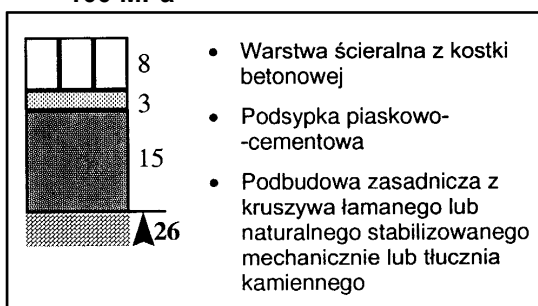 8
3
15
26
• Warstwa ścieralna z kostki
betonowej
• Podsypka piaskowo-
-cementowa
• Podbudowa zasadnicza z
kruszywa łamanego lub
naturalnego stabilizowanego
mechanicznie lub tłucznia
kamiennego